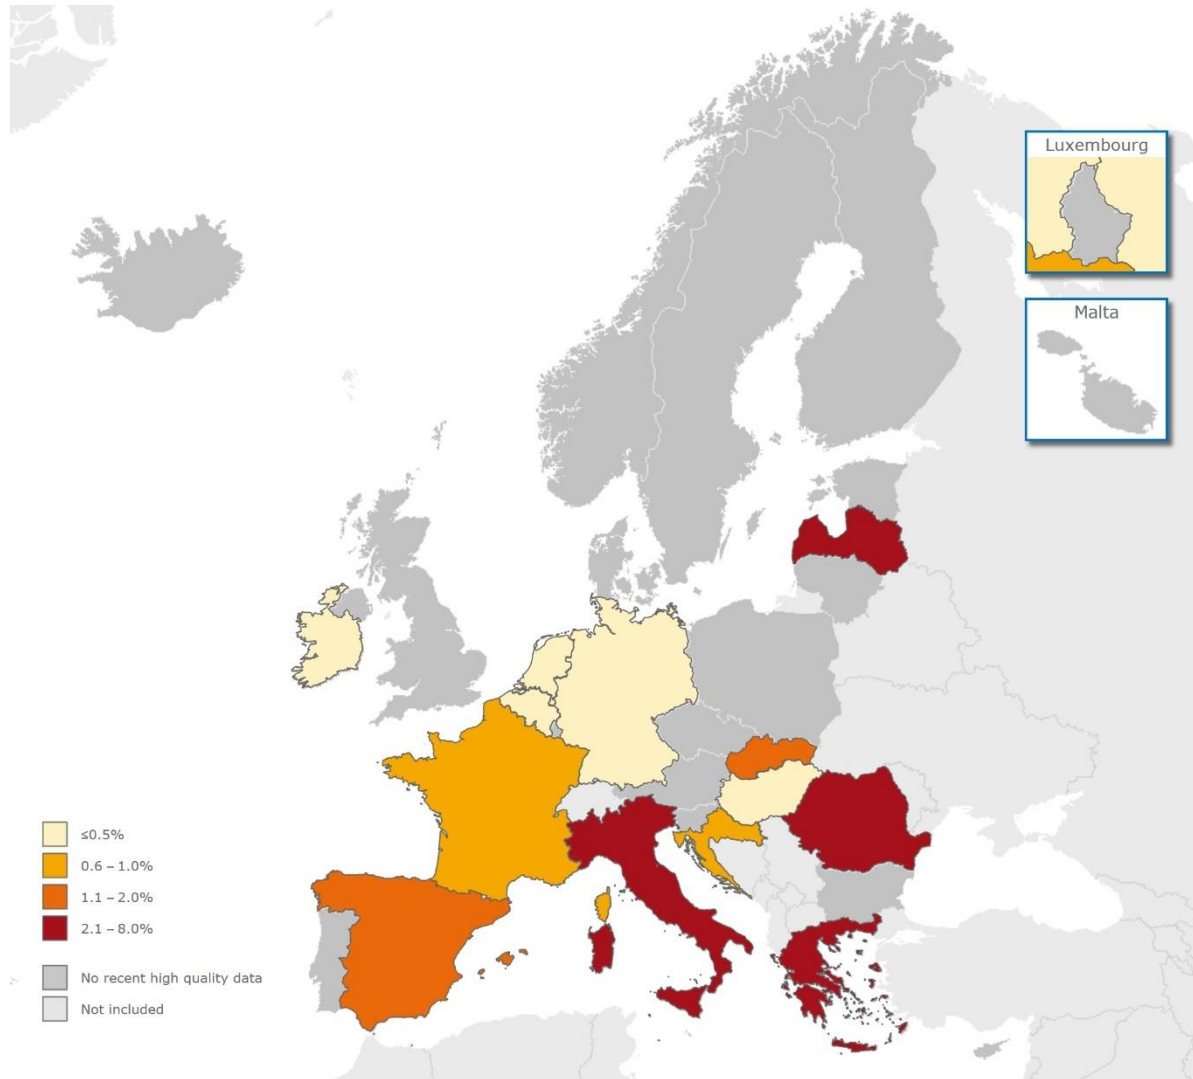 Luxembourg
Malta
≤0.5%
0.6 – 1.0%
1.1 – 2.0%
2.1 – 8.0%
No recent high quality data
Not included